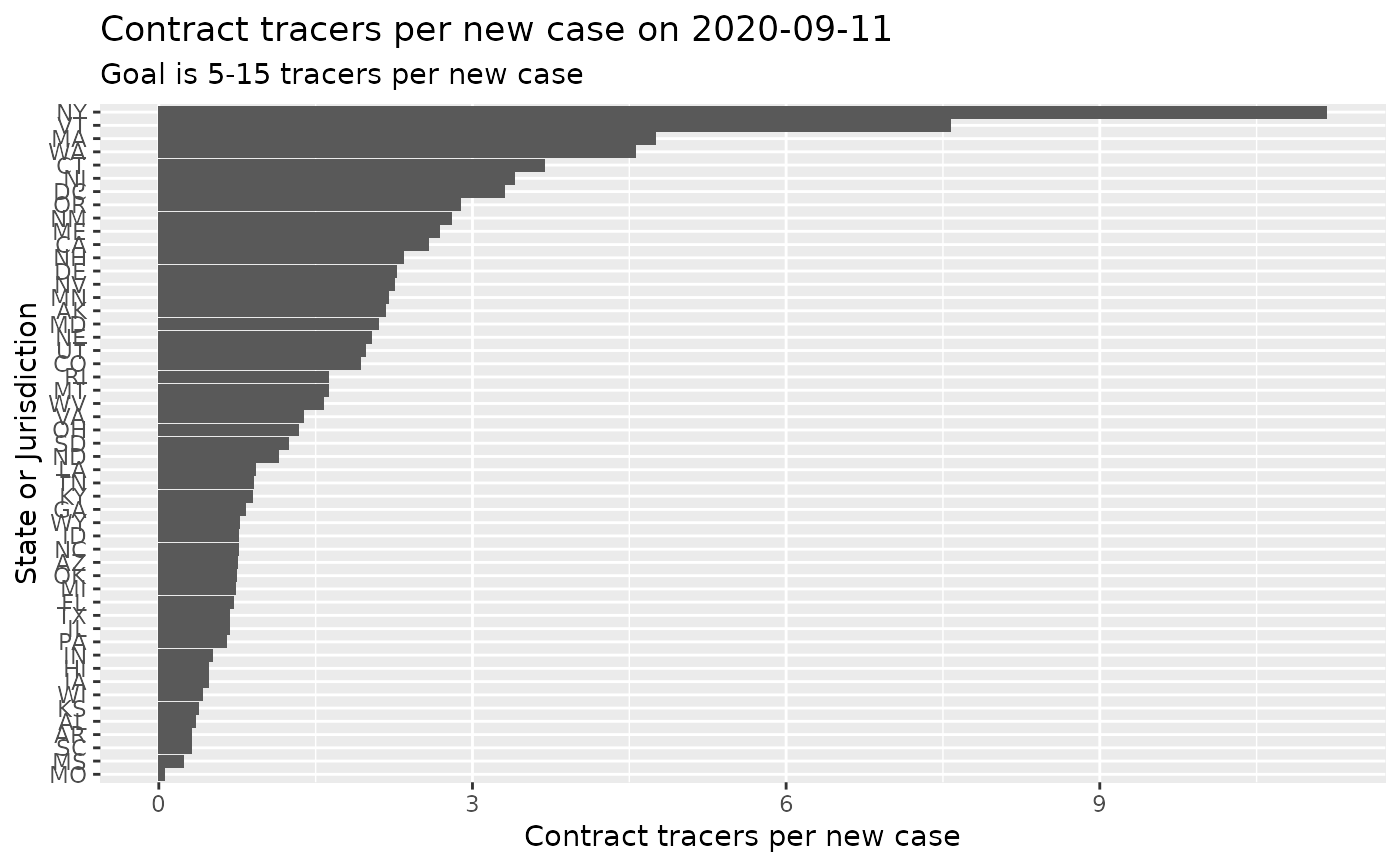 Contract tracers per new case on 2020-09-11
Goal is 5-15 tracers per new case
State or Jurisdiction
NY
VT
MA
WA
CT
NJ
DC
OR
NM
ME
CA
NH
DE
NV
MN
AK
MD
NE
UT
CO
RI
MT
WV
VA
OH
SD
ND
LA
TN
KY
GA
WY
ID
NC
AZ
OK
MI
FL
TX
IL
PA
IN
HI
IA
WI
KS
AL
AR
SC
MS
MO
0 3 6 9
Contract tracers per new case